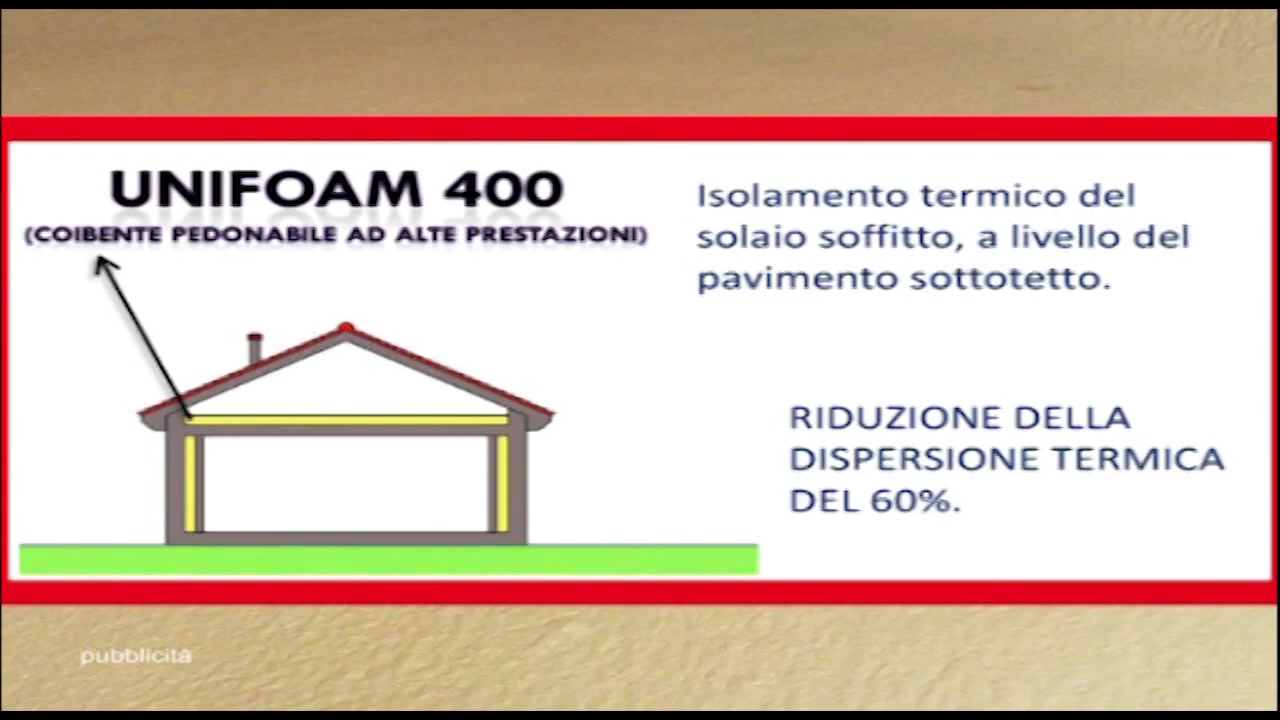 UNIFOAM 400
(COIBENTE PEDONABILE AD ALTE PRESTAZIONI)
Isolamento termico del
solaio soffitto, a livello del
pavimento sottotetto.
RIDUZIONE DELLA
DISPERSIONE TERMICA
DEL 60%.
pubblicità